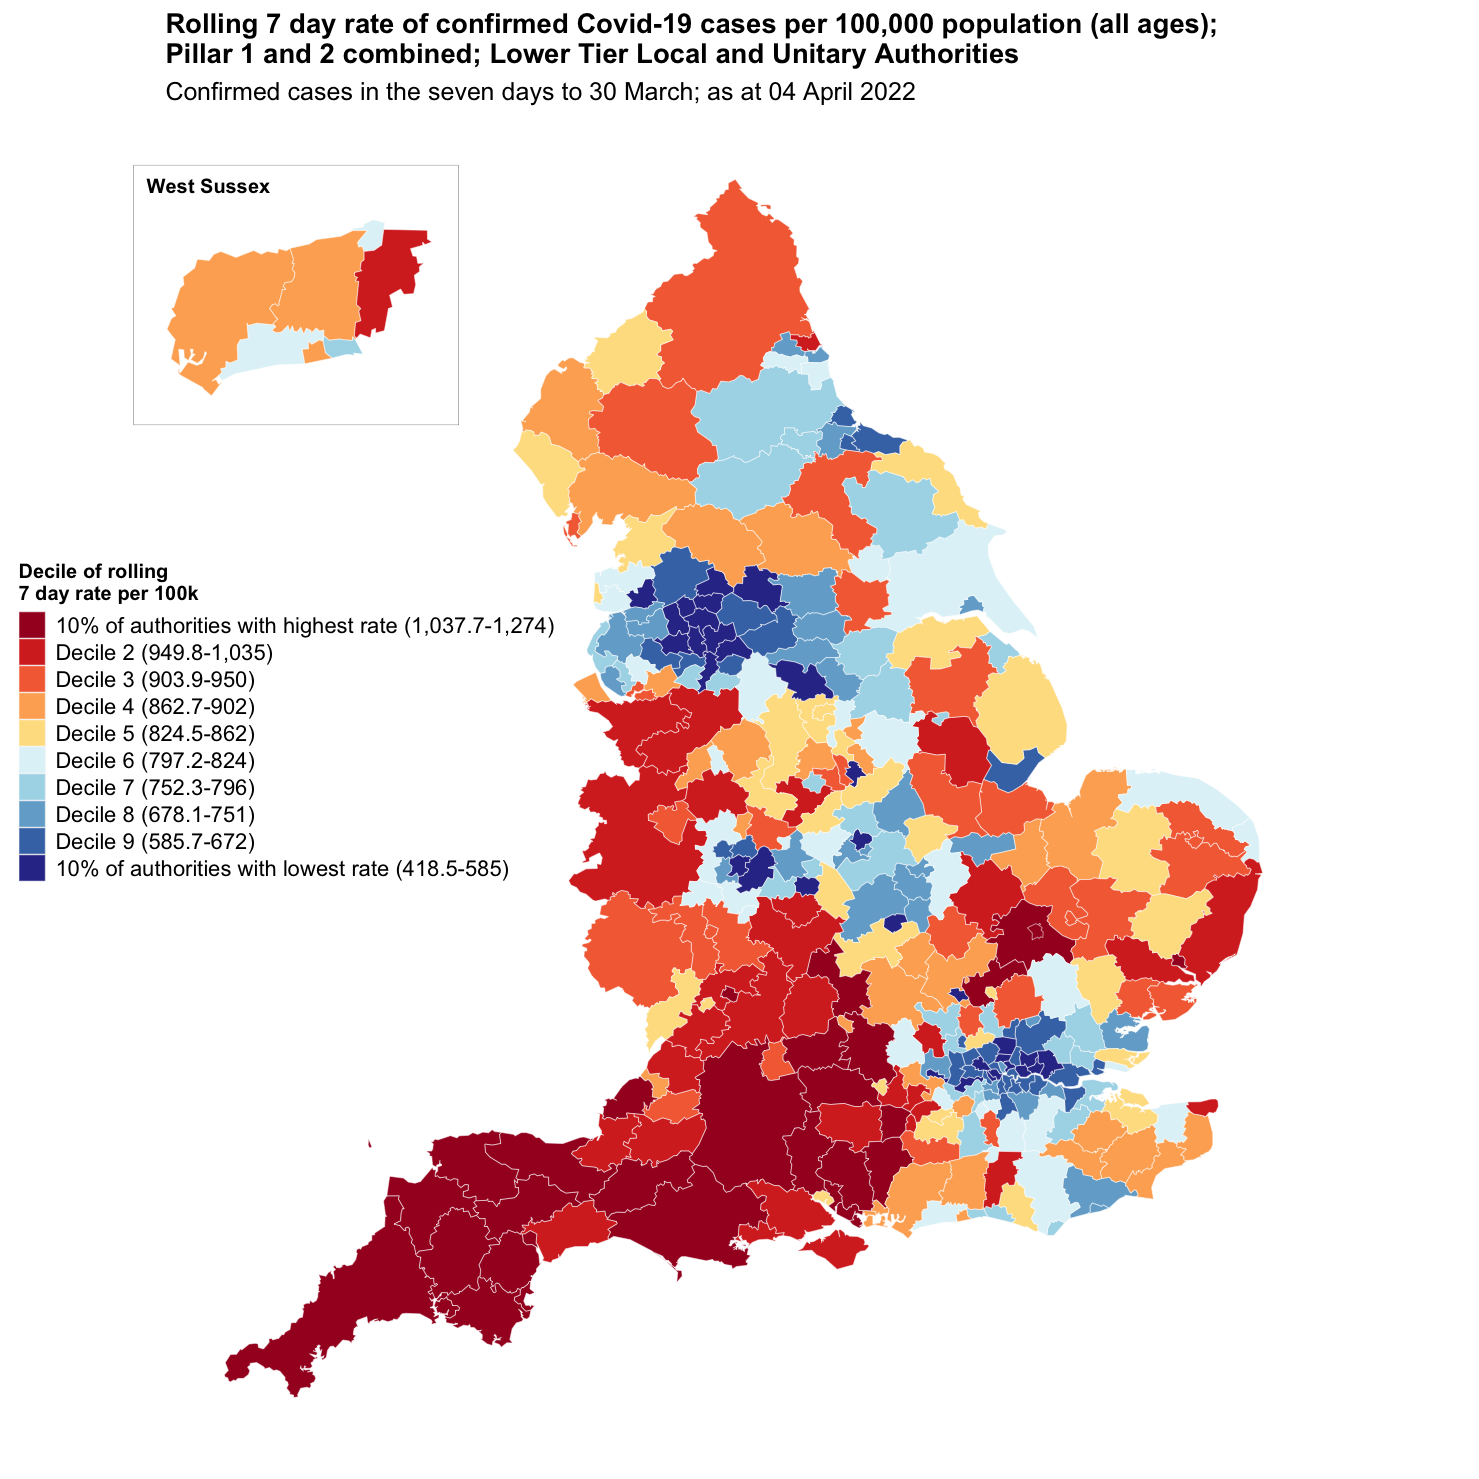 Rolling 7 day rate of confirmed Covid-19 cases per 100,000 population (all ages);
Pillar 1 and 2 combined; Lower Tier Local and Unitary Authorities
Confirmed cases in the seven days to 30 March; as at 04 April 2022
West Sussex
Decile of rolling
7 day rate per 100k
10% of authorities with highest rate (1,037.7-1,274)
Decile 2 (949.8-1,035)
Decile 3 (903.9-950)
Decile 4 (862.7-902)
Decile 5 (824.5-862)
Decile 6 (797.2-824)
Decile 7 (752.3-796)
Decile 8 (678.1-751)
Decile 9 (585.7-672)
10% of authorities with lowest rate (418.5-585)